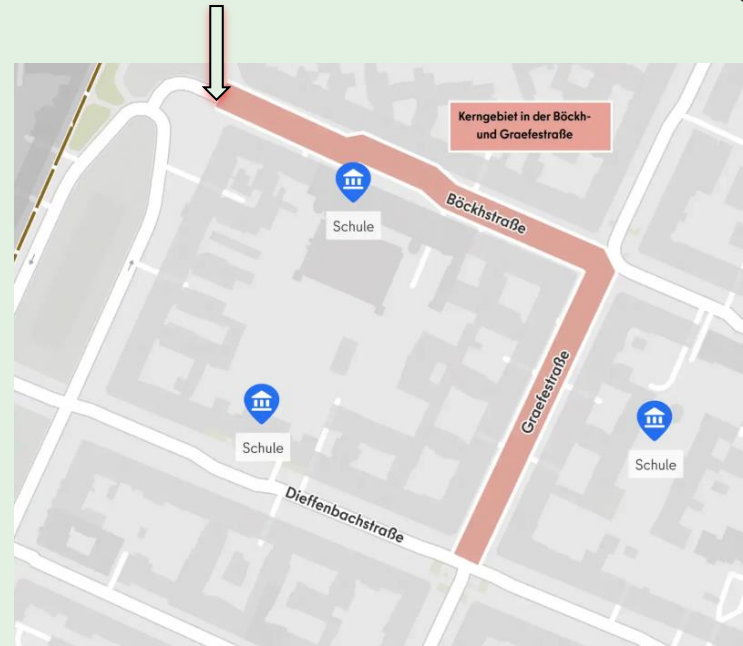 Kerngebiet in der Böckh-
und Graefestraße
Schule
Böckhstraße
Graefestraße
Schule
Schule
Dieffenbachstraße